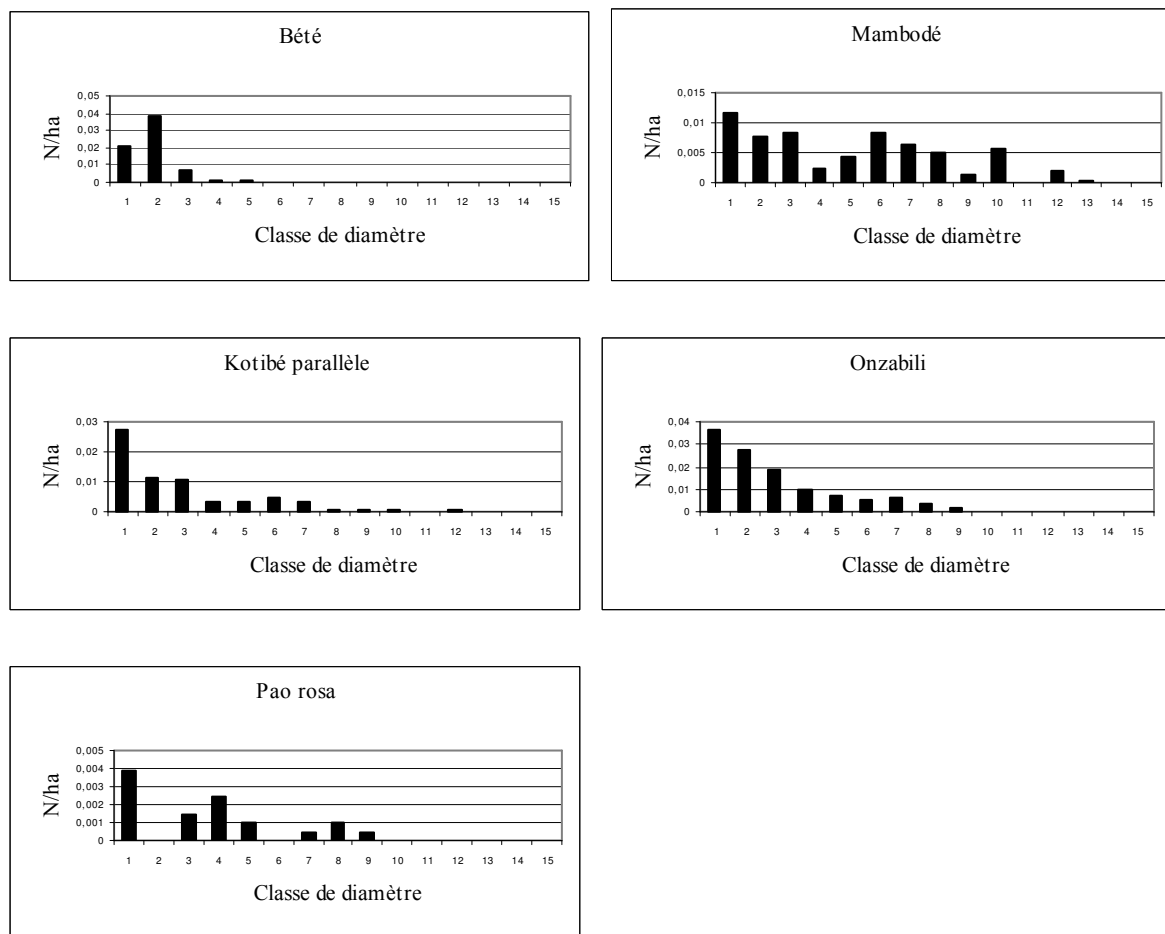 Bété
N/ha
0,05
0,04
0,03
0,02
0,01
0
1 2 3 4 5 6 7 8 9 10 11 12 13 14 15
Classe de diamètre
Mambodé
N/ha
0,015
0,01
0,005
0
1 2 3 4 5 6 7 8 9 10 11 12 13 14 15
Classe de diamètre
Kotibé parallèle
N/ha
0,03
0,02
0,01
0
1 2 3 4 5 6 7 8 9 10 11 12 13 14 15
Classe de diamètre
Onzabili
N/ha
0,04
0,03
0,02
0,01
0
1 2 3 4 5 6 7 8 9 10 11 12 13 14 15
Classe de diamètre
Pao rosa
N/ha
0,005
0,004
0,003
0,002
0,001
0
1 2 3 4 5 6 7 8 9 10 11 12 13 14 15
Classe de diamètre